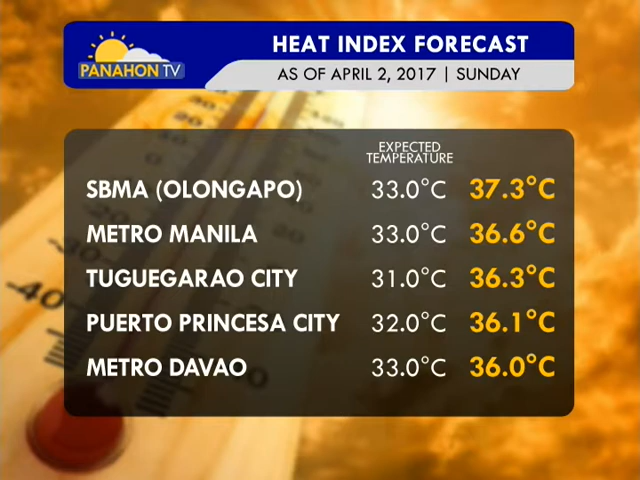 PANAHON TV
HEAT INDEX FORECAST
AS OF APRIL 2, 2017 | SUNDAY
EXPECTED
TEMPERATURE
SBMA (OLONGAPO) 33.0°C 37.3°C
METRO MANILA 33.0°C 36.6°C
TUGUEGARAO CITY 31.0°C 36.3°C
PUERTO PRINCESA CITY 32.0°C 36.1°C
METRO DAVAO 33.0°C 36.0°C